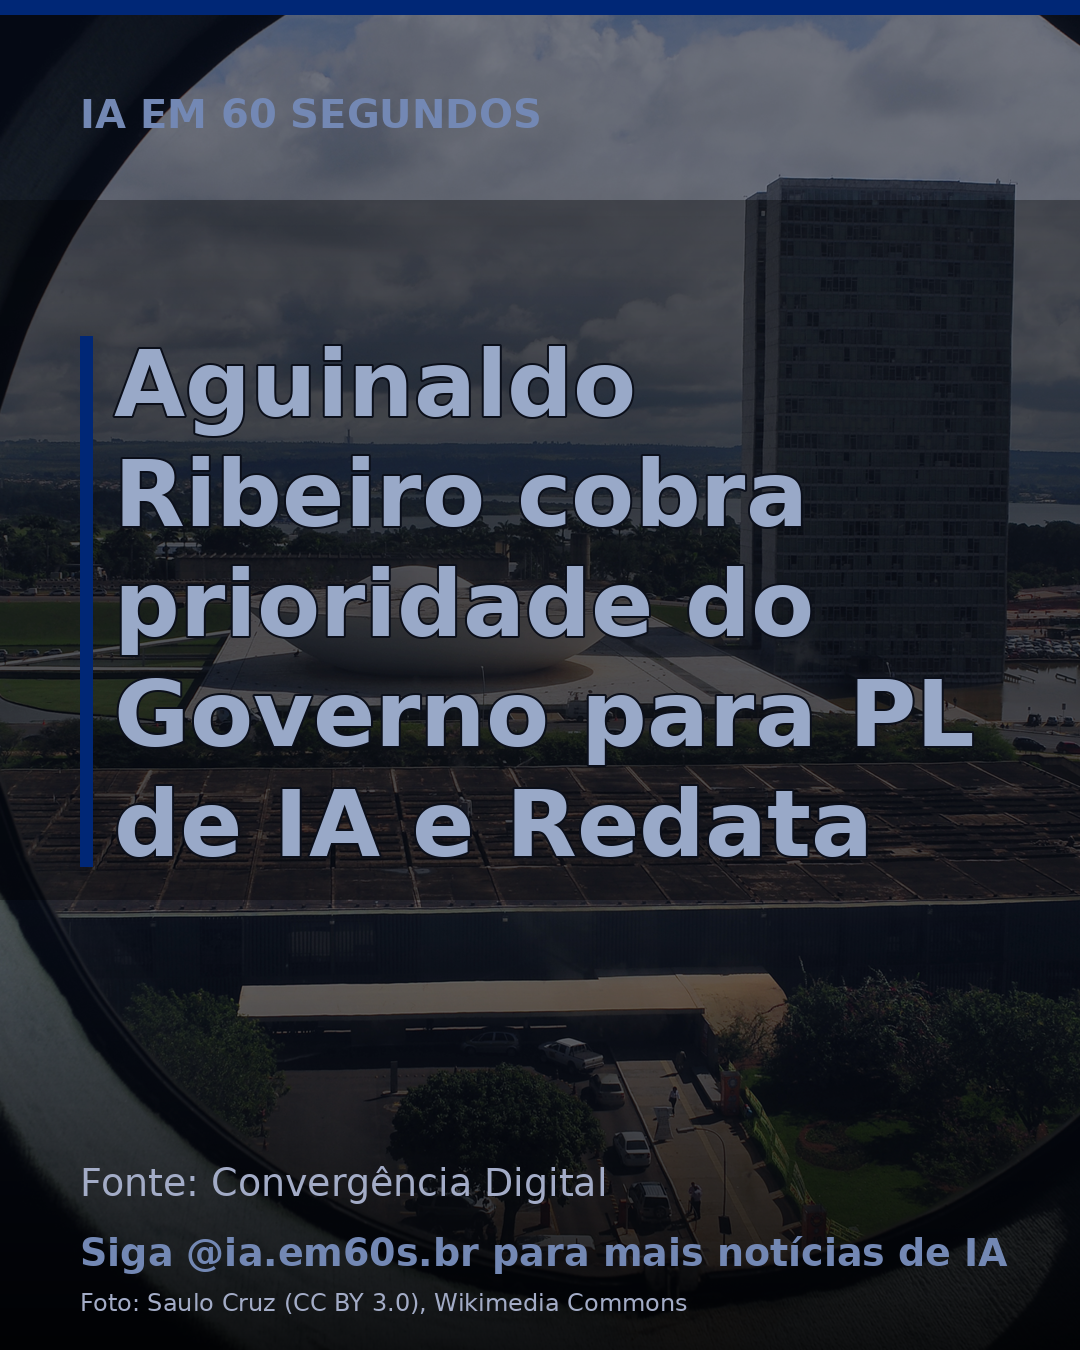 IA EM 60 SEGUNDOS
Aguinaldo
Ribeiro cobra
prioridade do
Governo para PL
de IA e Redata
Fonte: Convergência Digital
Siga @ia.em60s.br para mais notícias de IA
Foto: Saulo Cruz (CC BY 3.0), Wikimedia Commons